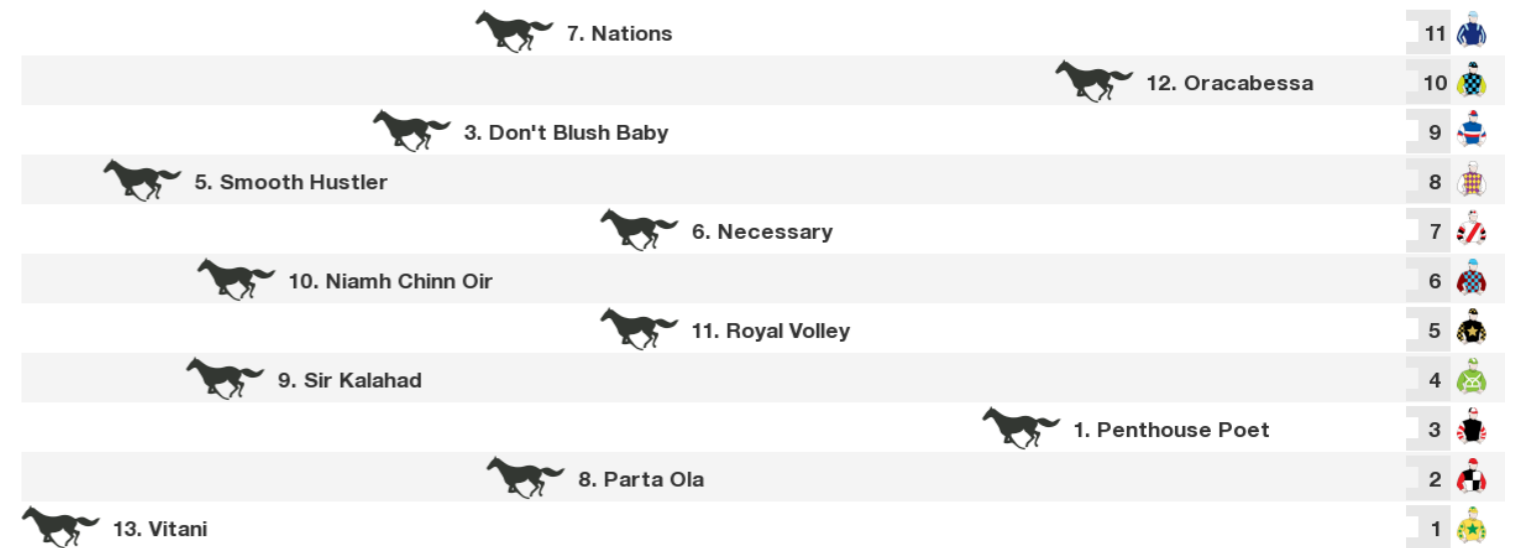 7. Nations 11
12. Oracabessa 10
3. Don't Blush Baby 9
5. Smooth Hustler 8
6. Necessary 7
10. Niamh Chinn Oir 6
11. Royal Volley 5
9. Sir Kalahad 4
1. Penthouse Poet 3
8. Parta Ola 2
13. Vitani 1